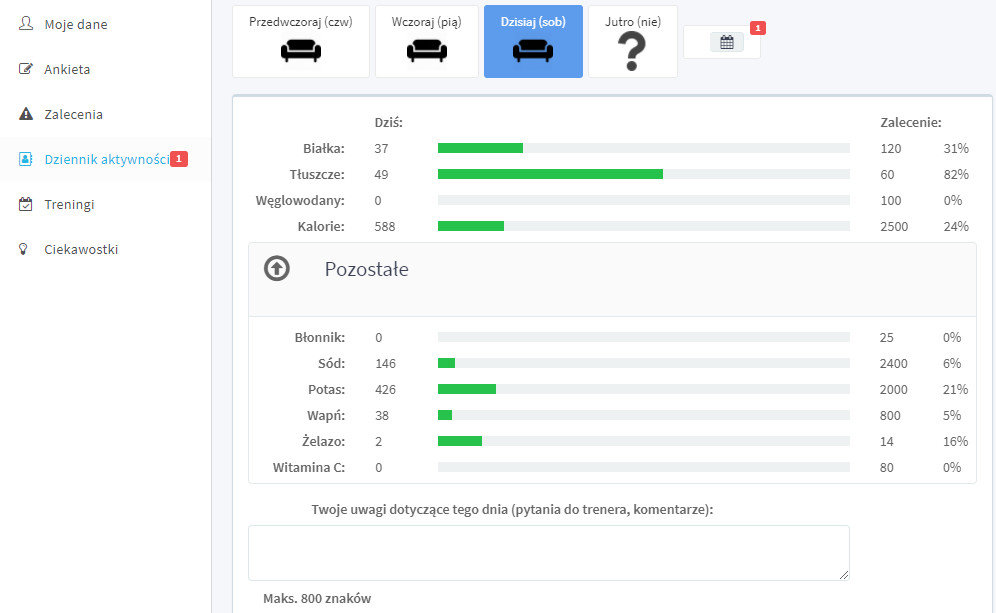 Moje dane
Ankieta
Zalecenia
Dziennik aktywności 1
Treningi
Ciekawostki
Przedwczoraj (czw) Wczoraj (pią) Dzisiaj (sob) Jutro (nie)
? 1
Dziś: Zalecenie:
Białka: 37 120 31%
Tłuszcze: 49 60 82%
Węglowodany: 0 100 0%
Kalorie: 588 2500 24%
Pozostałe
Błonnik: 0 25 0%
Sód: 146 2400 6%
Potas: 426 2000 21%
Wapń: 38 800 5%
Żelazo: 2 14 16%
Witamina C: 0 80 0%
Twoje uwagi dotyczące tego dnia (pytania do trenera, komentarze):
Maks. 800 znaków